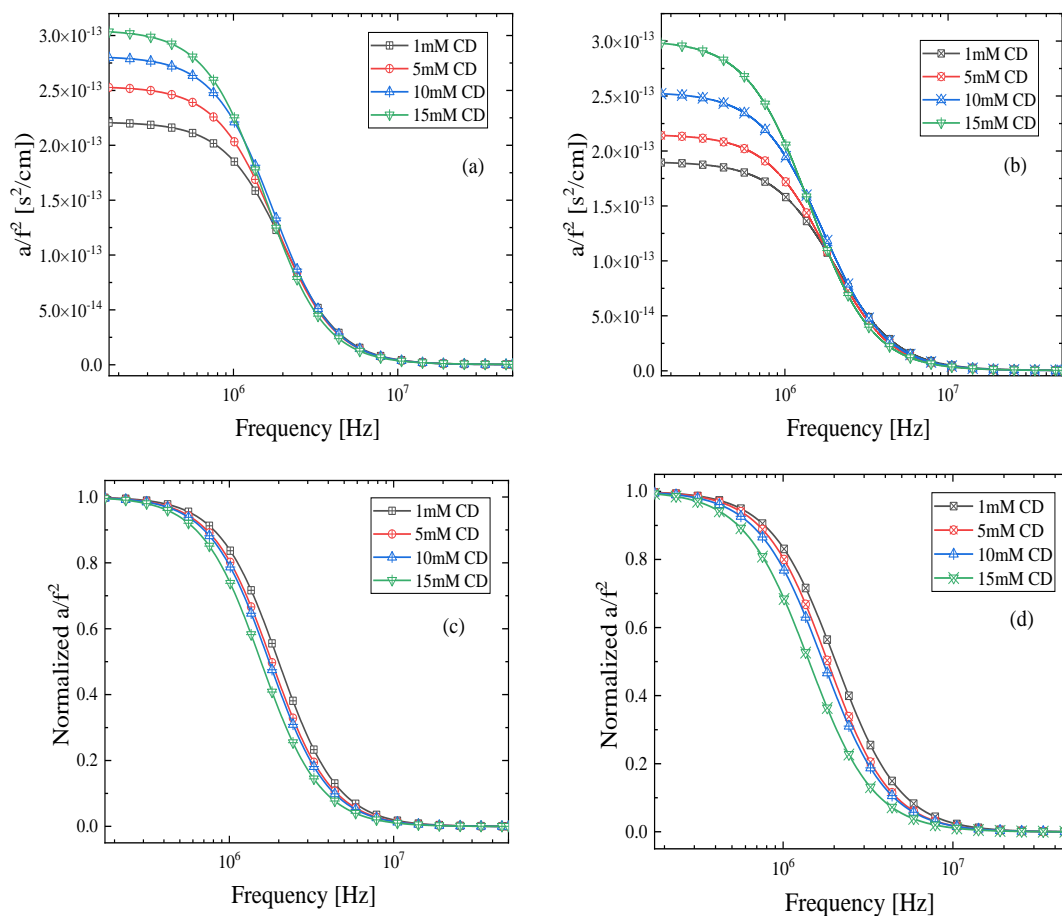 3.0×10⁻¹³
2.5×10⁻¹³
2.0×10⁻¹³
1.5×10⁻¹³
1.0×10⁻¹³
5.0×10⁻¹⁴
0.0
a/f² [s²/cm]
1mM CD
5mM CD
10mM CD
15mM CD
(a)
10⁶
10⁷
Frequency [Hz]
3.0×10⁻¹³
2.5×10⁻¹³
2.0×10⁻¹³
1.5×10⁻¹³
1.0×10⁻¹³
5.0×10⁻¹⁴
0.0
a/f² [s²/cm]
1mM CD
5mM CD
10mM CD
15mM CD
(b)
10⁶
10⁷
Frequency [Hz]
1.0
0.8
0.6
0.4
0.2
0.0
Normalized a/f²
1mM CD
5mM CD
10mM CD
15mM CD
(c)
10⁶
10⁷
Frequency [Hz]
1.0
0.8
0.6
0.4
0.2
0.0
Normalized a/f²
1mM CD
5mM CD
10mM CD
15mM CD
(d)
10⁶
10⁷
Frequency [Hz]